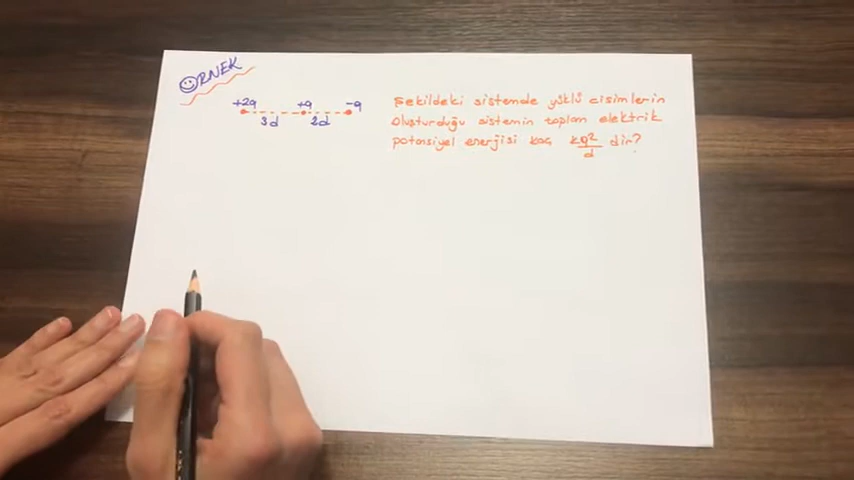 ÖRNEK
+2q +q -q
3d 2d
Şekildeki sistemde yüklü cisimlerin
oluşturduğu sistemin toplam elektrik
potansiyel enerjisi kaç kq²/d dir?